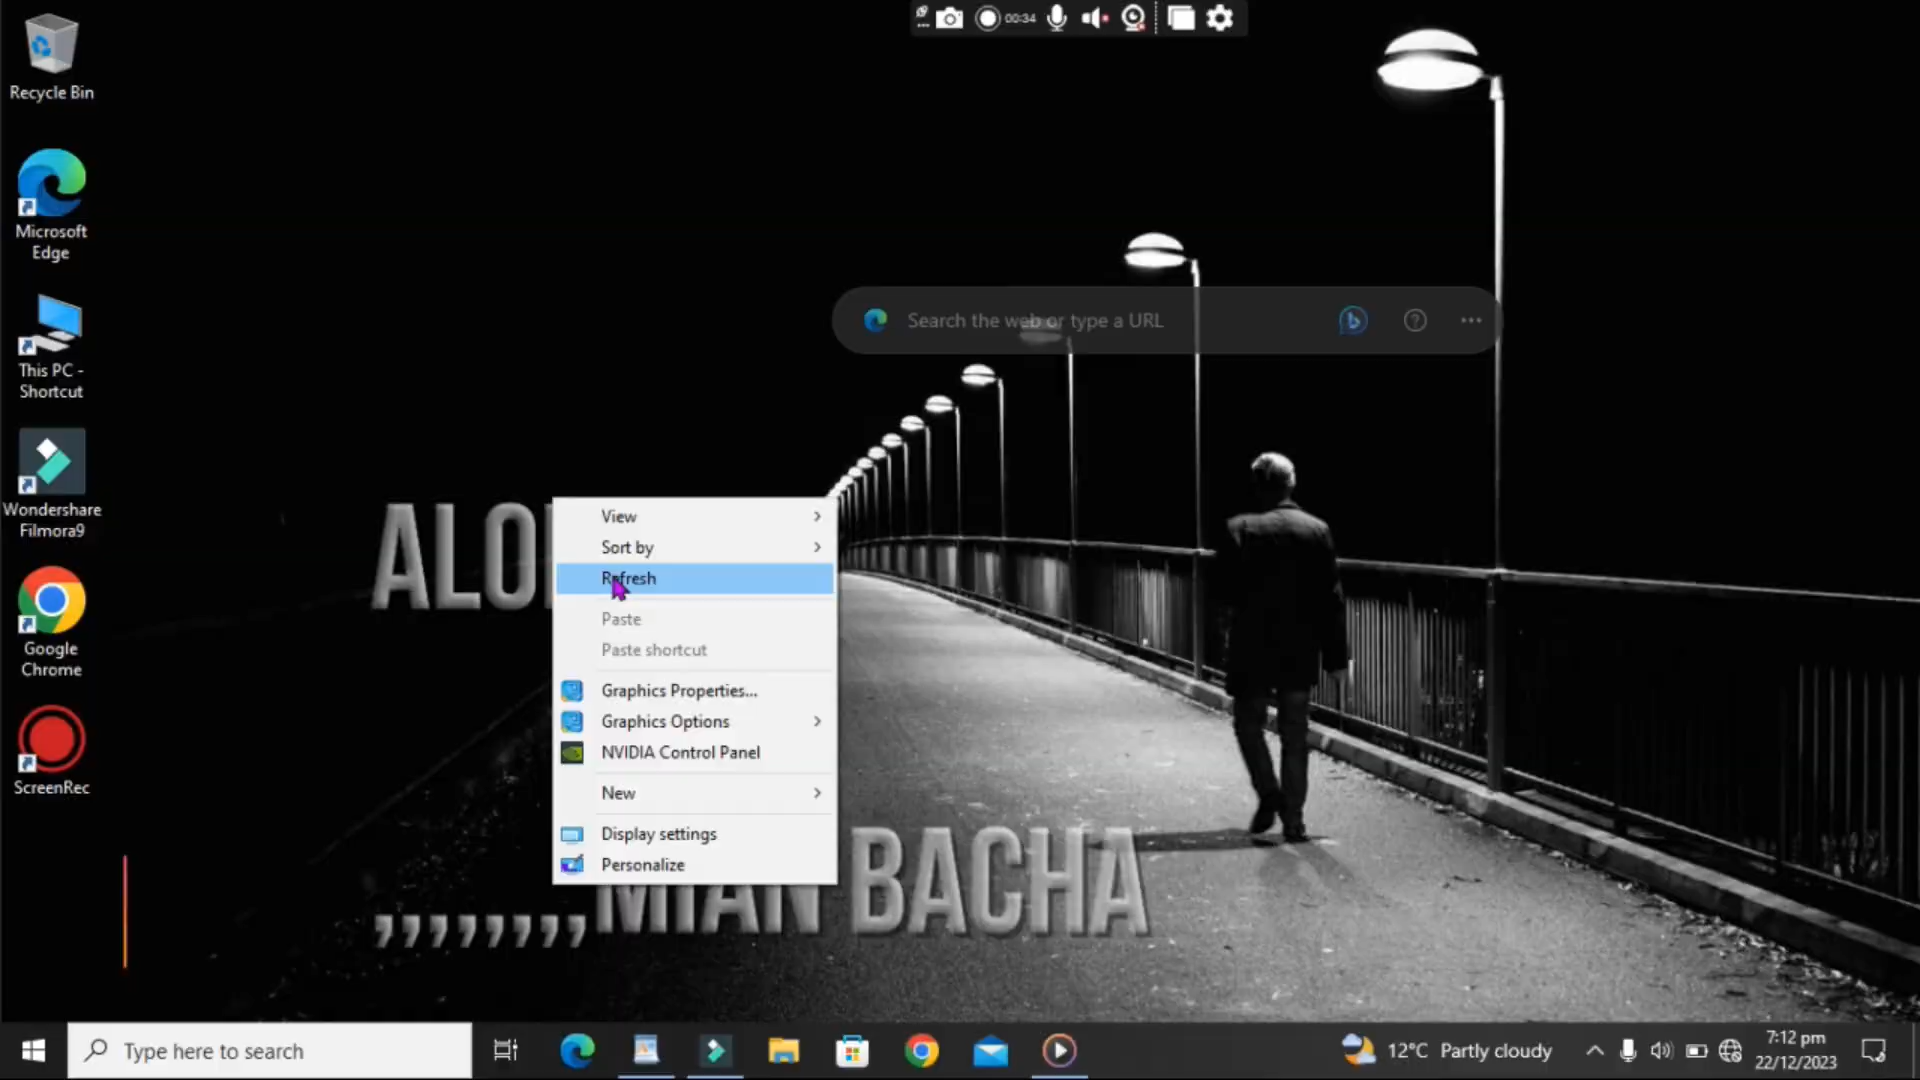 00:34
Recycle Bin
Microsoft
Edge
Search the web or type a URL
This PC -
Shortcut
Wondershare
Filmora9
Google
Chrome
ScreenRec
View
Sort by
Refresh
Paste
Paste shortcut
Graphics Properties...
Graphics Options
NVIDIA Control Panel
New
Display settings
Personalize
,,,,,,,,MIAN BACHA
Type here to search
12°C Partly cloudy
7:12 pm
22/12/2023